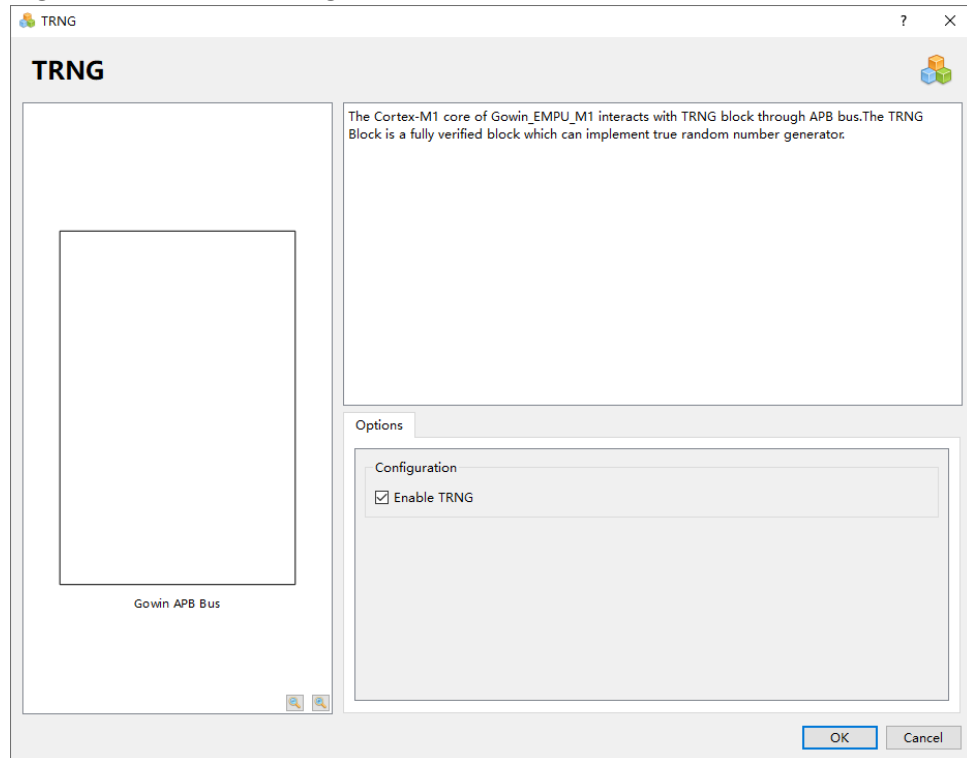 TRNG
?
TRNG
The Cortex-M1 core of Gowin_EMPU_M1 interacts with TRNG block through APB bus.The TRNG
Block is a fully verified block which can implement true random number generator.
Options
Configuration
Enable TRNG
Gowin APB Bus
OK
Cancel